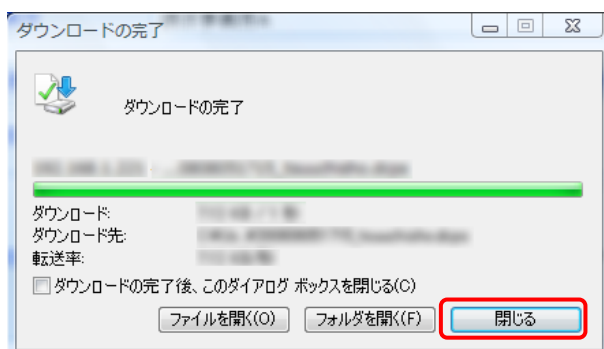 ダウンロードの完了
ダウンロードの完了
ダウンロード:
ダウンロード先:
転送率:
ダウンロードの完了後、このダイアログ ボックスを閉じる(C)
ファイルを開く(O) フォルダを開く(F) 閉じる